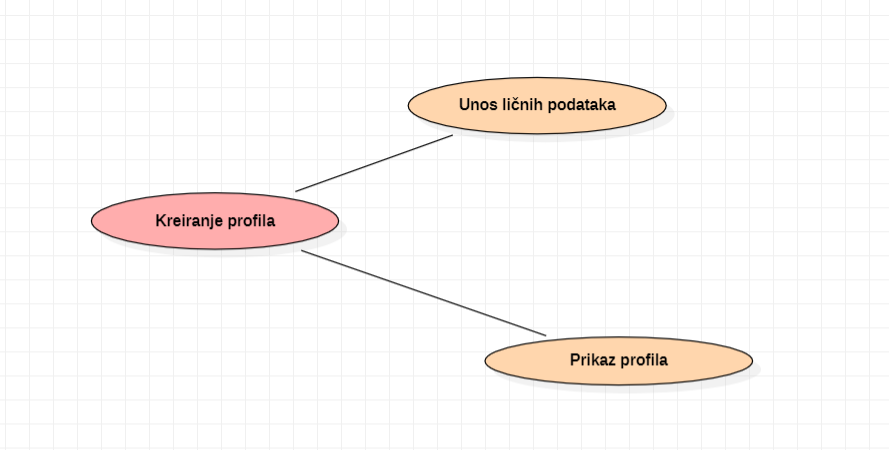 Unos ličnih podataka
Kreiranje profila
Prikaz profila